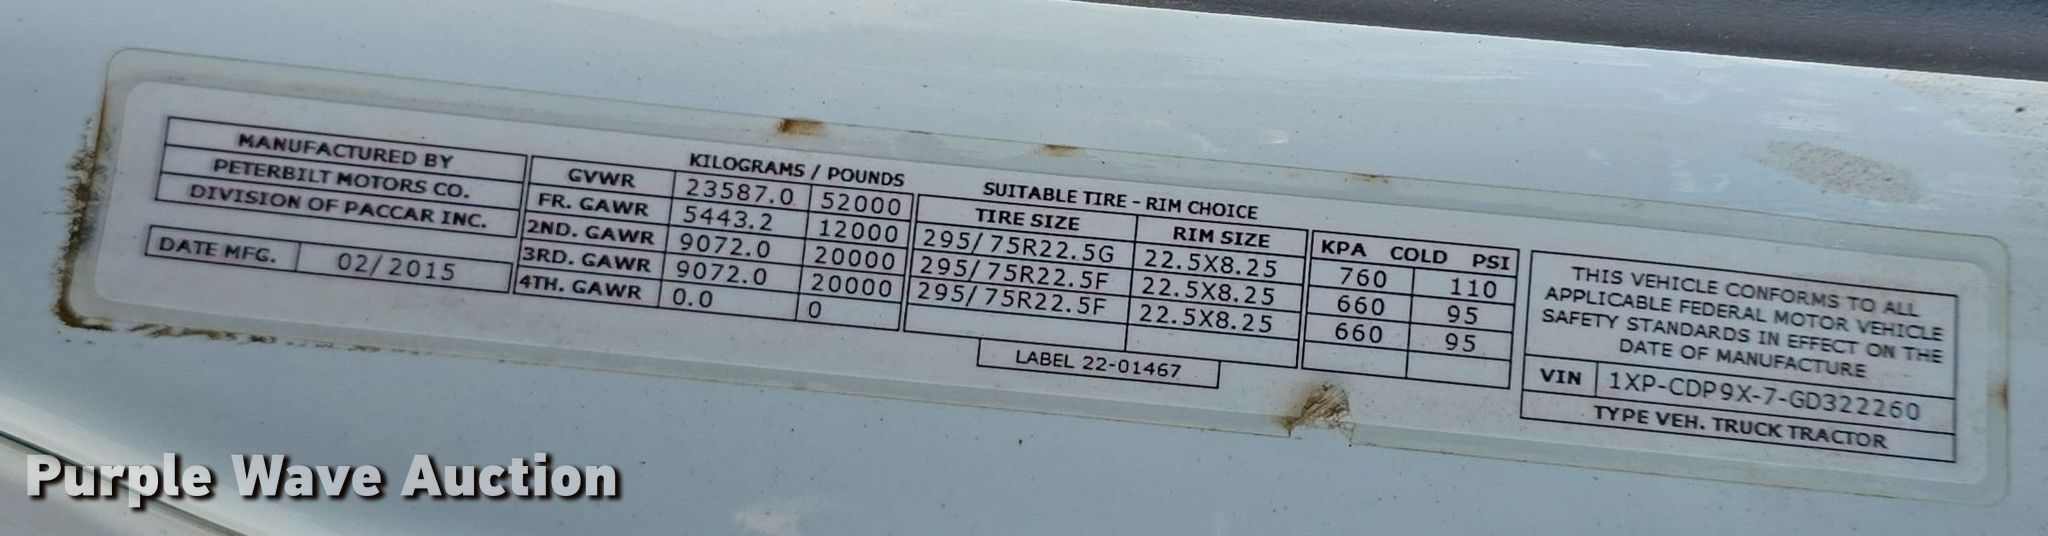 MANUFACTURED BY
PETERBILT MOTORS CO.
DIVISION OF PACCAR INC.
DATE MFG. 02/2015
KILOGRAMS / POUNDS
GVWR 23587.0 52000
FR. GAWR 5443.2 12000
2ND. GAWR 9072.0 20000
3RD. GAWR 9072.0 20000
4TH. GAWR 0.0 0
SUITABLE TIRE - RIM CHOICE
TIRE SIZE RIM SIZE
295/75R22.5G 22.5X8.25
295/75R22.5F 22.5X8.25
295/75R22.5F 22.5X8.25
KPA COLD PSI
760 110
660 95
660 95
LABEL 22-01467
THIS VEHICLE CONFORMS TO ALL
APPLICABLE FEDERAL MOTOR VEHICLE
SAFETY STANDARDS IN EFFECT ON THE
DATE OF MANUFACTURE
VIN 1XP-CDP9X-7-GD322260
TYPE VEH. TRUCK TRACTOR
Purple Wave Auction